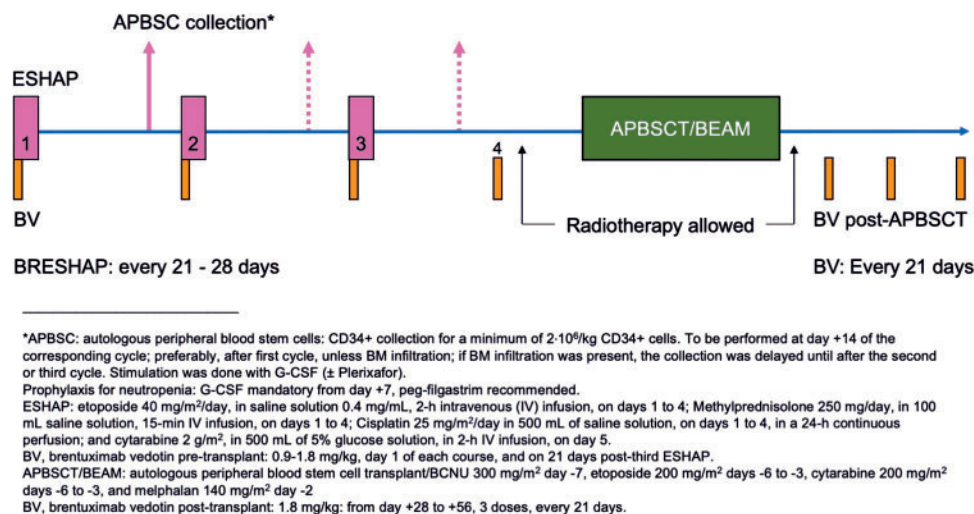 APBSC collection*
ESHAP
1
2
3
4
APBSCT/BEAM
BV
Radiotherapy allowed
BV post-APBSCT
BRESHAP: every 21 - 28 days
BV: Every 21 days
*APBSC: autologous peripheral blood stem cells: CD34+ collection for a minimum of 2·10⁶/kg CD34+ cells. To be performed at day +14 of the
corresponding cycle; preferably, after first cycle, unless BM infiltration; if BM infiltration was present, the collection was delayed until after the second
or third cycle. Stimulation was done with G-CSF (± Plerixafor).
Prophylaxis for neutropenia: G-CSF mandatory from day +7, peg-filgastrim recommended.
ESHAP: etoposide 40 mg/m²/day, in saline solution 0.4 mg/mL, 2-h intravenous (IV) infusion, on days 1 to 4; Methylprednisolone 250 mg/day, in 100
mL saline solution, 15-min IV infusion, on days 1 to 4; Cisplatin 25 mg/m²/day in 500 mL of saline solution, on days 1 to 4, in a 24-h continuous
perfusion; and cytarabine 2 g/m², in 500 mL of 5% glucose solution, in 2-h IV infusion, on day 5.
BV, brentuximab vedotin pre-transplant: 0.9-1.8 mg/kg, day 1 of each course, and on 21 days post-third ESHAP.
APBSCT/BEAM: autologous peripheral blood stem cell transplant/BCNU 300 mg/m² day -7, etoposide 200 mg/m² days -6 to -3, cytarabine 200 mg/m²
days -6 to -3, and melphalan 140 mg/m² day -2
BV, brentuximab vedotin post-transplant: 1.8 mg/kg: from day +28 to +56, 3 doses, every 21 days.